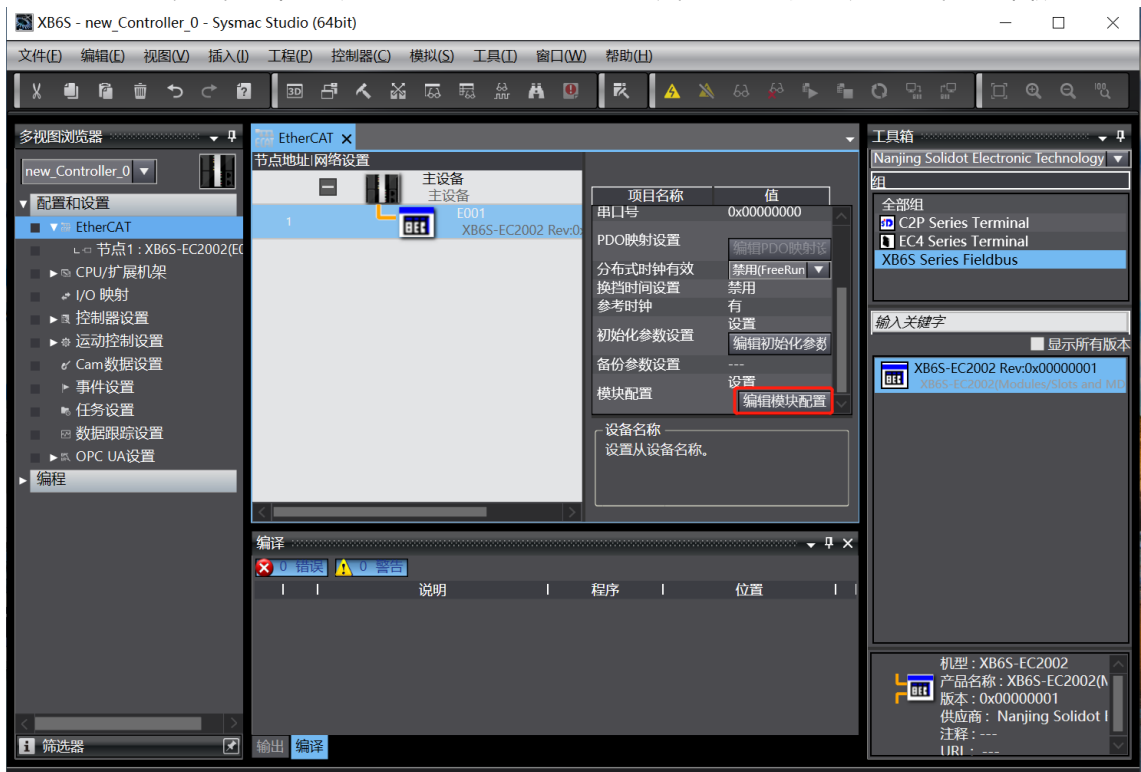 XB6S - new_Controller_0 - Sysmac Studio (64bit)
文件(F) 编辑(E) 视图(V) 插入(I) 工程(P) 控制器(C) 模拟(S) 工具(T) 窗口(W) 帮助(H)
多视图浏览器
new_Controller_0
配置和设置
EtherCAT
节点1 : XB6S-EC2002(E0
CPU/扩展机架
I/O 映射
控制器设置
运动控制设置
Cam数据设置
事件设置
任务设置
数据跟踪设置
OPC UA设置
编程
筛选器
EtherCAT
节点地址|网络设置
主设备
主设备
1
E001
XB6S-EC2002 Rev:0
项目名称 值
串口号 0x00000000
PDO映射设置 编辑PDO映射设
分布式时钟有效 禁用(FreeRun
换挡时间设置 禁用
参考时钟 有
初始化参数设置 设置
编辑初始化参数
备份参数设置 ---
模块配置 设置
编辑模块配置
设备名称
设置从设备名称。
编译
0 错误 0 警告
说明 程序 位置
输出 编译
工具箱
Nanjing Solidot Electronic Technology
组
全部组
C2P Series Terminal
EC4 Series Terminal
XB6S Series Fieldbus
输入关键字
显示所有版本
XB6S-EC2002 Rev:0x00000001
XB6S-EC2002(Modules/Slots and MD
机型 : XB6S-EC2002
产品名称 : XB6S-EC2002(M
版本 : 0x00000001
供应商 : Nanjing Solidot
注释 : ---
URL : ---